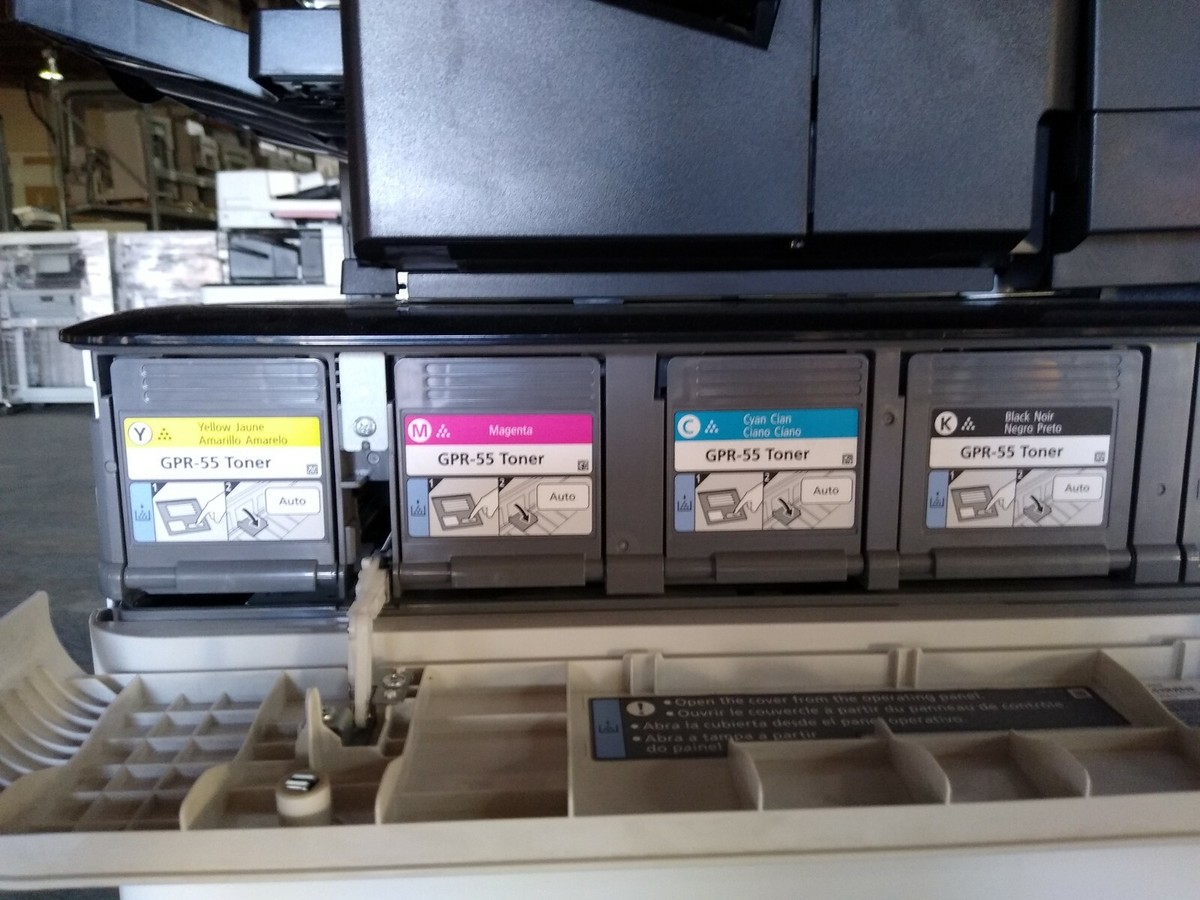 Y
Yellow Jaune
Amarillo Amarelo
GPR-55 Toner
1
2
Auto
M
Magenta
GPR-55 Toner
1
2
Auto
C
Cyan Cian
Ciano Ciano
GPR-55 Toner
1
2
Auto
K
Black Noir
Negro Preto
GPR-55 Toner
1
2
Auto
• Open the cover from the operating panel.
• Ouvrir le couvercle à partir du panneau de contrôle
• Abra la cubierta desde el panel operativo.
• Abra a tampa a partir
do painel